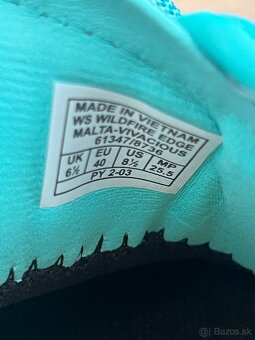 MADE IN VIETNAM
WS WILDFIRE EDGE
MALTA-VIVACIOUS
61347/8736
UK EU US MP
6½ 40 8½ 25.5
PY 2-03
© Bazos.sk